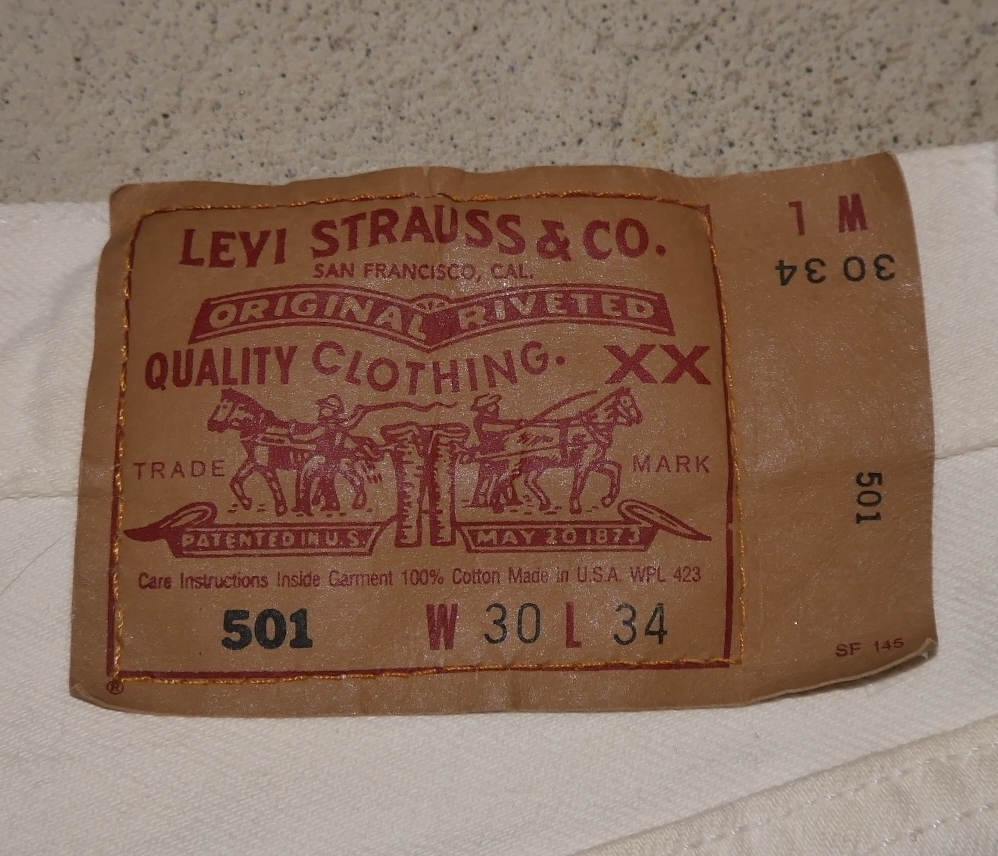 LEVI STRAUSS & CO.
SAN FRANCISCO, CAL.
ORIGINAL RIVETED
QUALITY CLOTHING. XX
TRADE MARK
PATENTED IN U.S. MAY 20 1873
Care Instructions Inside Garment 100% Cotton Made in U.S.A. WPL 423
501 W 30 L 34
®
W L
30 34
501
SF 145